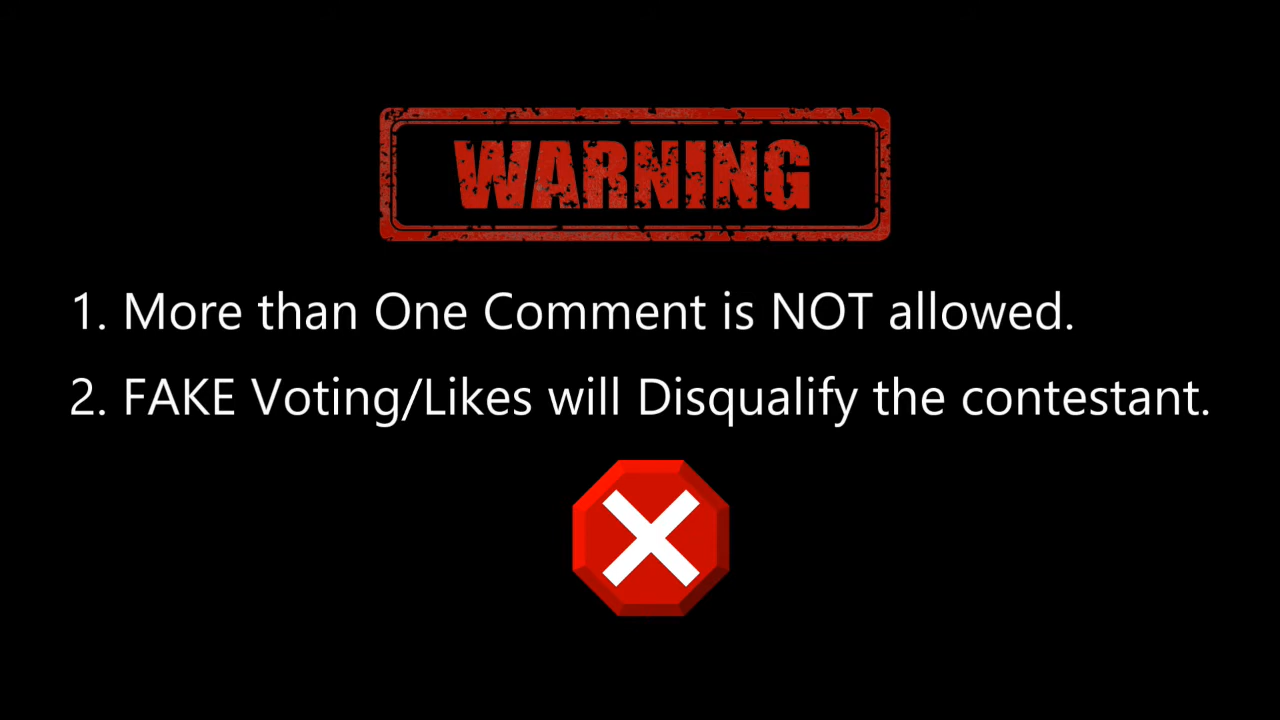 WARNING
1. More than One Comment is NOT allowed.
2. FAKE Voting/Likes will Disqualify the contestant.